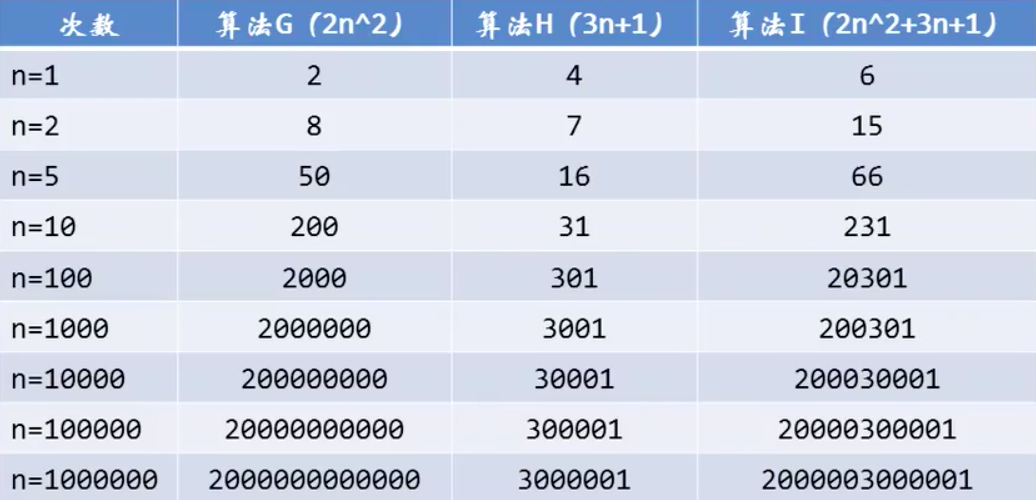 次数 算法G（2n^2） 算法H（3n+1） 算法I（2n^2+3n+1）
n=1 2 4 6
n=2 8 7 15
n=5 50 16 66
n=10 200 31 231
n=100 2000 301 20301
n=1000 2000000 3001 200301
n=10000 200000000 30001 200030001
n=100000 20000000000 300001 20000300001
n=1000000 2000000000000 3000001 2000003000001